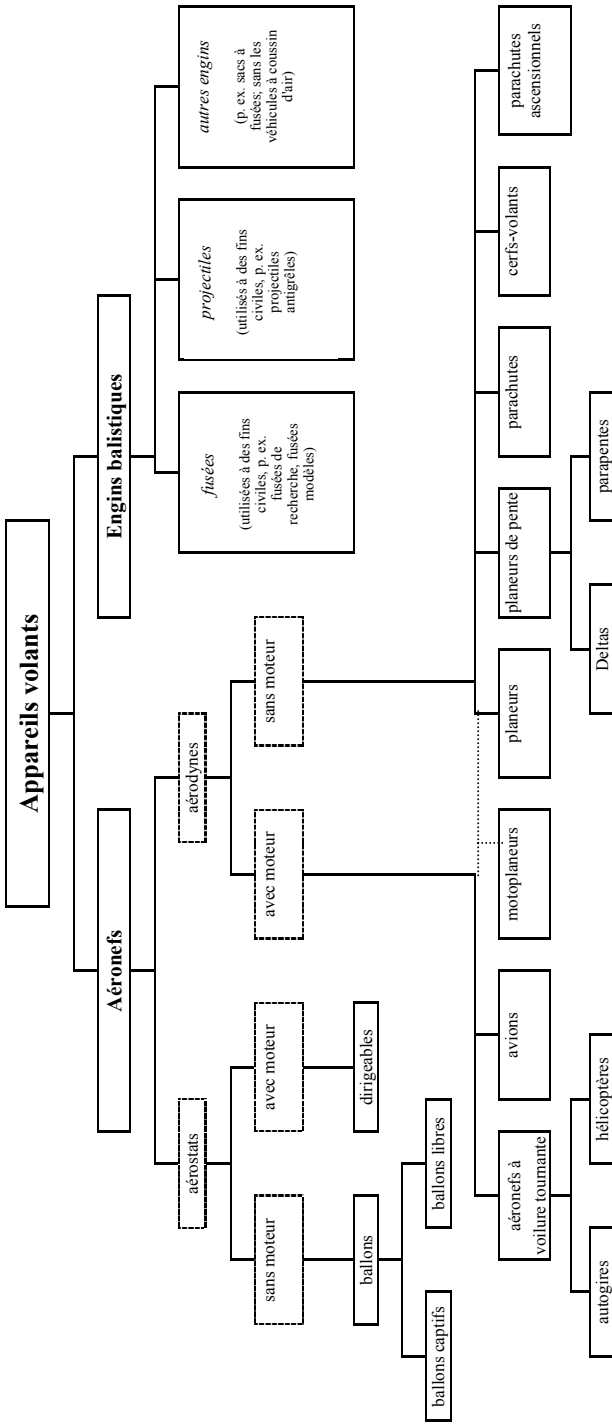 Appareils volants
Aéronefs
Engins balistiques
aérostats
aérodynes
fusées
(utilisées à des fins
civiles, p. ex.
fusées de
recherche, fusées
modèles)
projectiles
(utilisés à des fins
civiles, p. ex.
projectiles
antigrêles)
autres engins
(p. ex. sacs à
fusées; sans les
véhicules à coussin
d'air)
sans moteur
avec moteur
avec moteur
sans moteur
ballons
dirigeables
ballons captifs
ballons libres
aéronefs à
voilure tournante
avions
motoplaneurs
planeurs
planeurs de pente
parachutes
cerfs-volants
parachutes
ascensionnels
autogires
hélicoptères
Deltas
parapentes